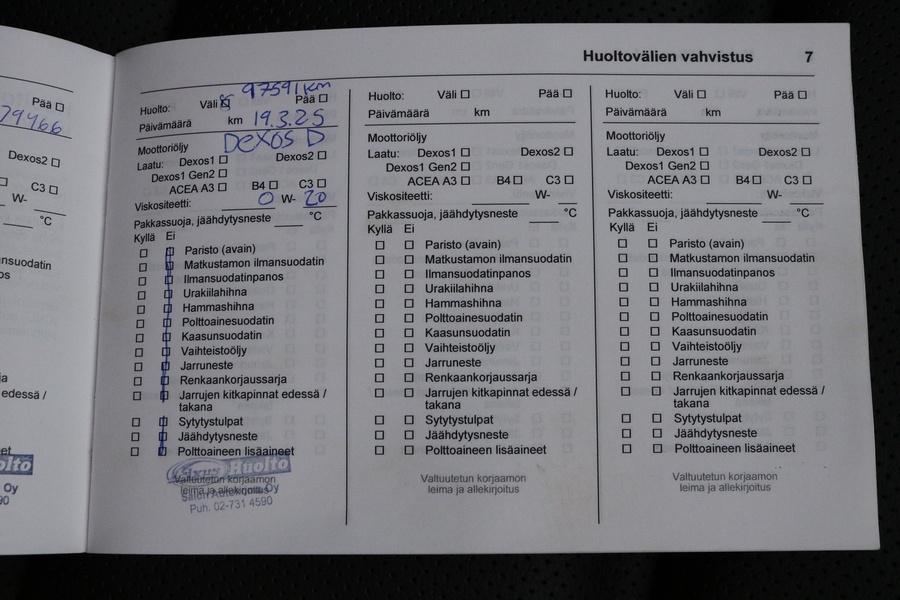 Huoltovälien vahvistus 7
Pää
79466
Dexos2
C3
W-
°C
nsuodatin
os
ja
edessä /
et
olto
Oy
90
97591 km
Huolto: Väli Pää
Päivämäärä km 19.3.25
Moottoriöljy DEXOS D
Laatu: Dexos1 Dexos2
Dexos1 Gen2
ACEA A3 B4 C3
Viskositeetti: 0 W- 20
Pakkassuoja, jäähdytysneste °C
Kyllä Ei
Paristo (avain)
Matkustamon ilmansuodatin
Ilmansuodatinpanos
Urakiilahihna
Hammashihna
Polttoainesuodatin
Kaasunsuodatin
Vaihteistoöljy
Jarruneste
Renkaankorjaussarja
Jarrujen kitkapinnat edessä /
takana
Sytytystulpat
Jäähdytysneste
Polttoaineen lisäaineet
Huolto
Valtuutetun korjaamon
leima ja allekirjoitus
Oy
Puh. 02-731 4590
Huolto: Väli Pää
Päivämäärä km
Moottoriöljy
Laatu: Dexos1 Dexos2
Dexos1 Gen2
ACEA A3 B4 C3
Viskositeetti: W-
Pakkassuoja, jäähdytysneste °C
Kyllä Ei
Paristo (avain)
Matkustamon ilmansuodatin
Ilmansuodatinpanos
Urakiilahihna
Hammashihna
Polttoainesuodatin
Kaasunsuodatin
Vaihteistoöljy
Jarruneste
Renkaankorjaussarja
Jarrujen kitkapinnat edessä /
takana
Sytytystulpat
Jäähdytysneste
Polttoaineen lisäaineet
Valtuutetun korjaamon
leima ja allekirjoitus
Huolto: Väli Pää
Päivämäärä km
Moottoriöljy
Laatu: Dexos1 Dexos2
Dexos1 Gen2
ACEA A3 B4 C3
Viskositeetti: W-
Pakkassuoja, jäähdytysneste °C
Kyllä Ei
Paristo (avain)
Matkustamon ilmansuodatin
Ilmansuodatinpanos
Urakiilahihna
Hammashihna
Polttoainesuodatin
Kaasunsuodatin
Vaihteistoöljy
Jarruneste
Renkaankorjaussarja
Jarrujen kitkapinnat edessä /
takana
Sytytystulpat
Jäähdytysneste
Polttoaineen lisäaineet
Valtuutetun korjaamon
leima ja allekirjoitus